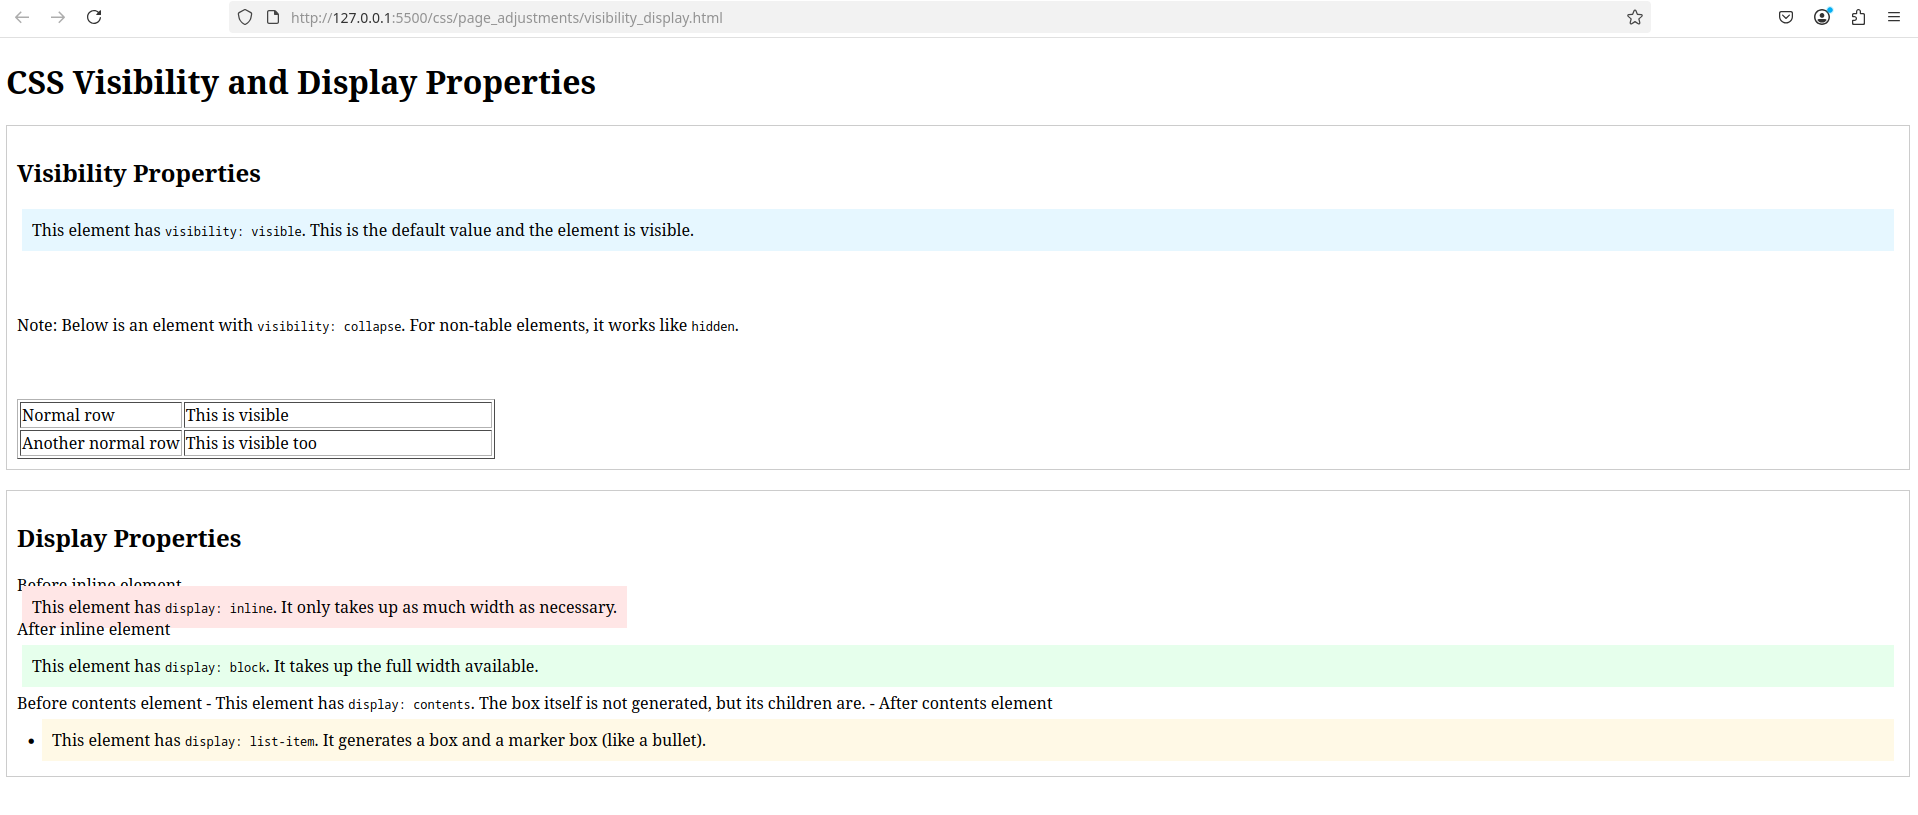 http://127.0.0.1:5500/css/page_adjustments/visibility_display.html
CSS Visibility and Display Properties
Visibility Properties
This element has visibility: visible. This is the default value and the element is visible.
Note: Below is an element with visibility: collapse. For non-table elements, it works like hidden.
Normal row This is visible
Another normal row This is visible too
Display Properties
Before inline element
This element has display: inline. It only takes up as much width as necessary.
After inline element
This element has display: block. It takes up the full width available.
Before contents element - This element has display: contents. The box itself is not generated, but its children are. - After contents element
• This element has display: list-item. It generates a box and a marker box (like a bullet).